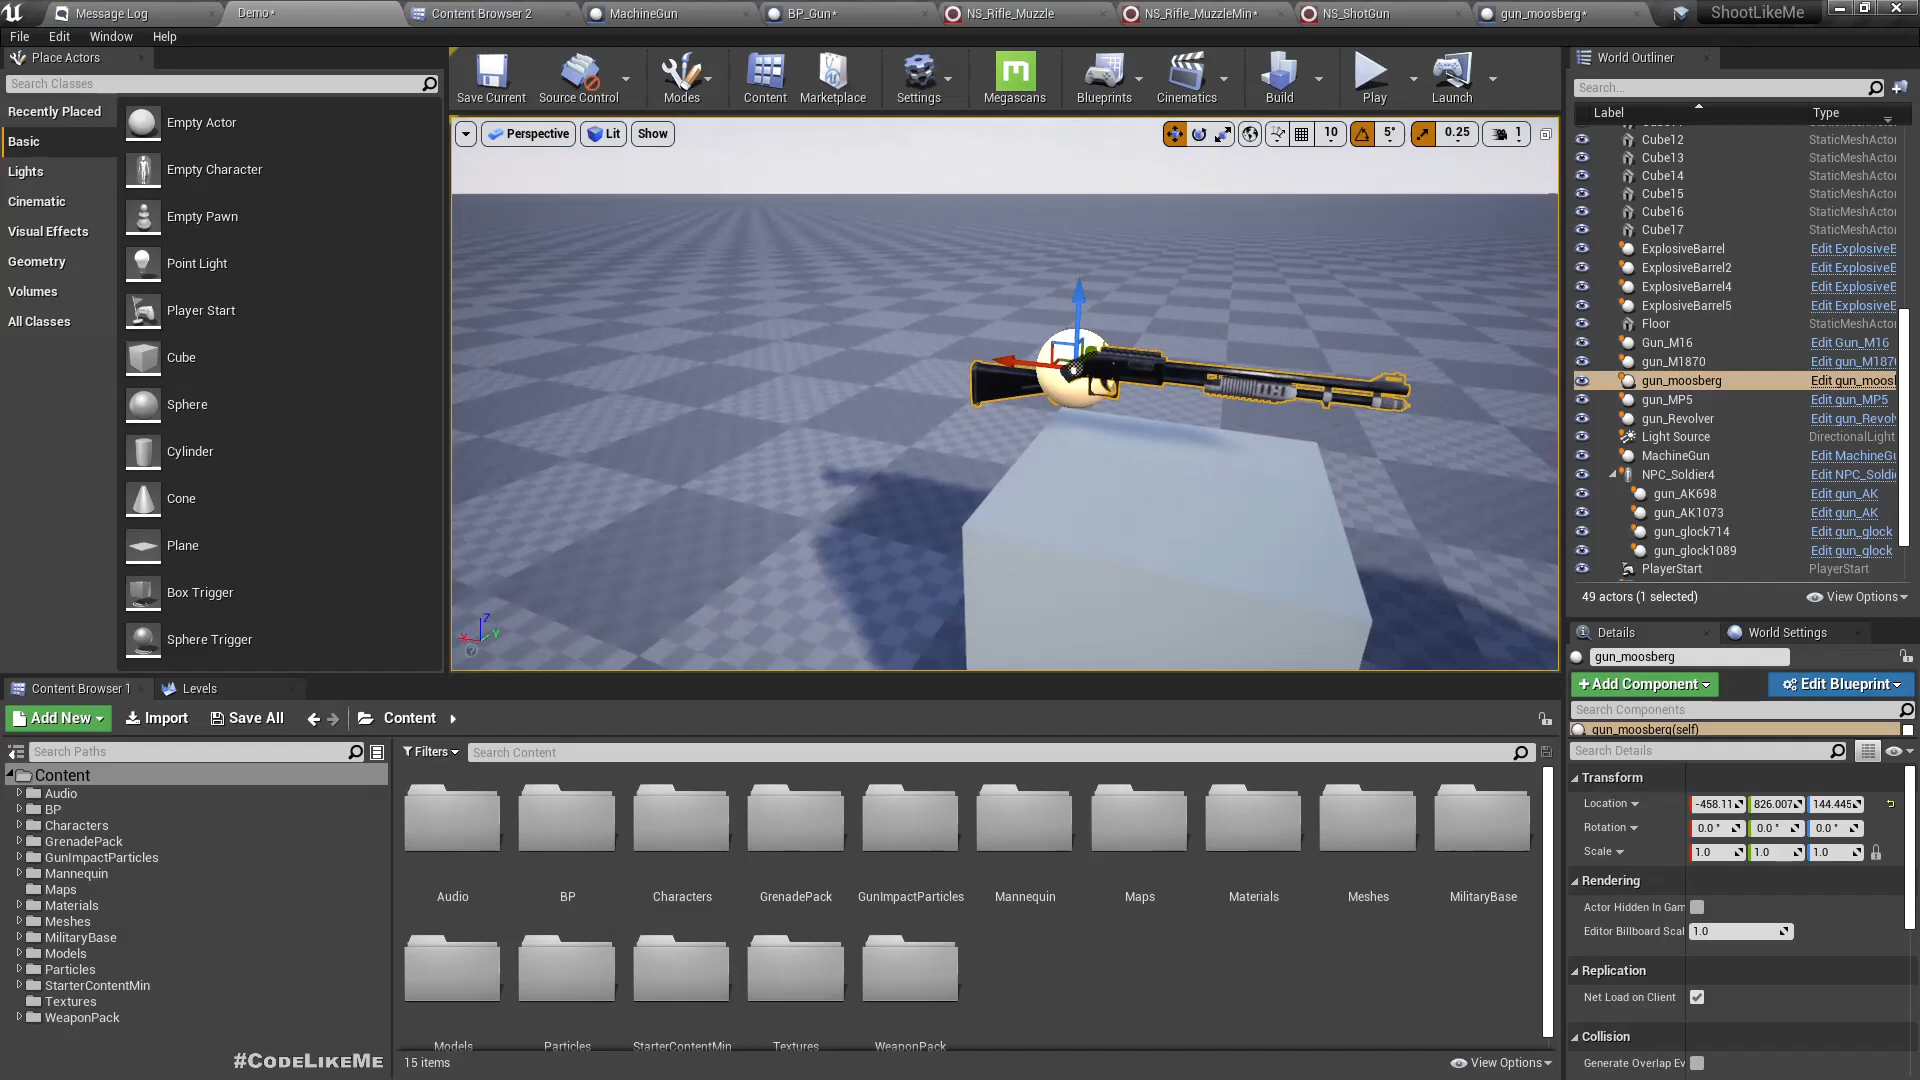 Message Log
Demo*
Content Browser 2
MachineGun
BP_Gun*
NS_Rifle_Muzzle
NS_Rifle_MuzzleMin*
NS_ShotGun
gun_moosberg*
ShootLikeMe
File Edit Window Help
Place Actors
Search Classes
Recently Placed
Basic
Lights
Cinematic
Visual Effects
Geometry
Volumes
All Classes
Empty Actor
Empty Character
Empty Pawn
Point Light
Player Start
Cube
Sphere
Cylinder
Cone
Plane
Box Trigger
Sphere Trigger
Save Current
Source Control
Modes
Content
Marketplace
Settings
Megascans
Blueprints
Cinematics
Build
Play
Launch
Perspective
Lit
Show
10
5°
0.25
1
Z
X
Y
World Outliner
Search...
Label Type
Cube12 StaticMeshActor
Cube13 StaticMeshActor
Cube14 StaticMeshActor
Cube15 StaticMeshActor
Cube16 StaticMeshActor
Cube17 StaticMeshActor
ExplosiveBarrel Edit ExplosiveE
ExplosiveBarrel2 Edit ExplosiveE
ExplosiveBarrel4 Edit ExplosiveE
ExplosiveBarrel5 Edit ExplosiveE
Floor StaticMeshActor
Gun_M16 Edit Gun_M16
gun_M1870 Edit gun_M1870
gun_moosberg Edit gun_moosl
gun_MP5 Edit gun_MP5
gun_Revolver Edit gun_Revol
Light Source DirectionalLight
MachineGun Edit MachineGu
NPC_Soldier4 Edit NPC_Soldie
gun_AK698 Edit gun_AK
gun_AK1073 Edit gun_AK
gun_glock714 Edit gun_glock
gun_glock1089 Edit gun_glock
PlayerStart PlayerStart
49 actors (1 selected)
View Options
Details
World Settings
gun_moosberg
+Add Component
Edit Blueprint
Search Components
gun_moosberg(self)
Search Details
Transform
Location -458.11 826.007 144.445
Rotation 0.0 ° 0.0 ° 0.0 °
Scale 1.0 1.0 1.0
Rendering
Actor Hidden In Gam
Editor Billboard Scal 1.0
Replication
Net Load on Client
Collision
Generate Overlap Ev
Content Browser 1
Levels
Add New
Import
Save All
Content
Search Paths
Filters
Search Content
Content
Audio
BP
Characters
GrenadePack
GunImpactParticles
Mannequin
Maps
Materials
Meshes
MilitaryBase
Models
Particles
StarterContentMin
Textures
WeaponPack
#CodeLikeMe
Audio BP Characters GrenadePack GunImpactParticles Mannequin Maps Materials Meshes MilitaryBase
Models Particles StarterContentMin Textures WeaponPack
15 items
View Options